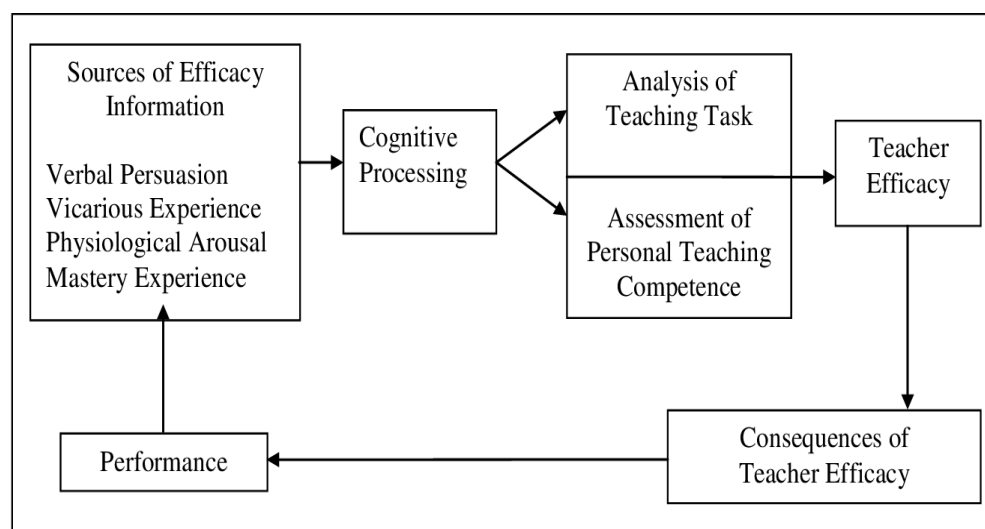 Sources of Efficacy
Information
Verbal Persuasion
Vicarious Experience
Physiological Arousal
Mastery Experience
Cognitive
Processing
Analysis of
Teaching Task
Assessment of
Personal Teaching
Competence
Teacher
Efficacy
Consequences of
Teacher Efficacy
Performance